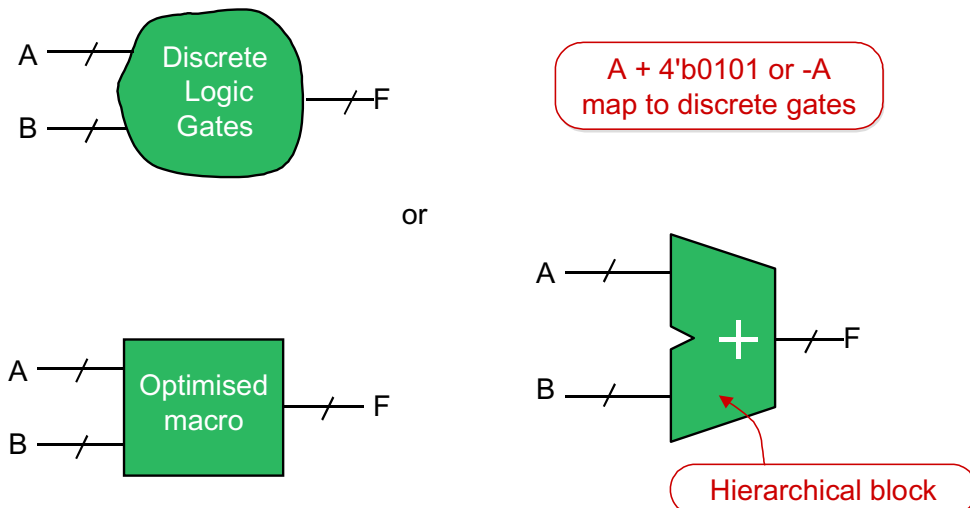 A
B
Discrete
Logic
Gates
F
A + 4'b0101 or -A
map to discrete gates
or
A
B
Optimised
macro
F
A
B
+
F
Hierarchical block